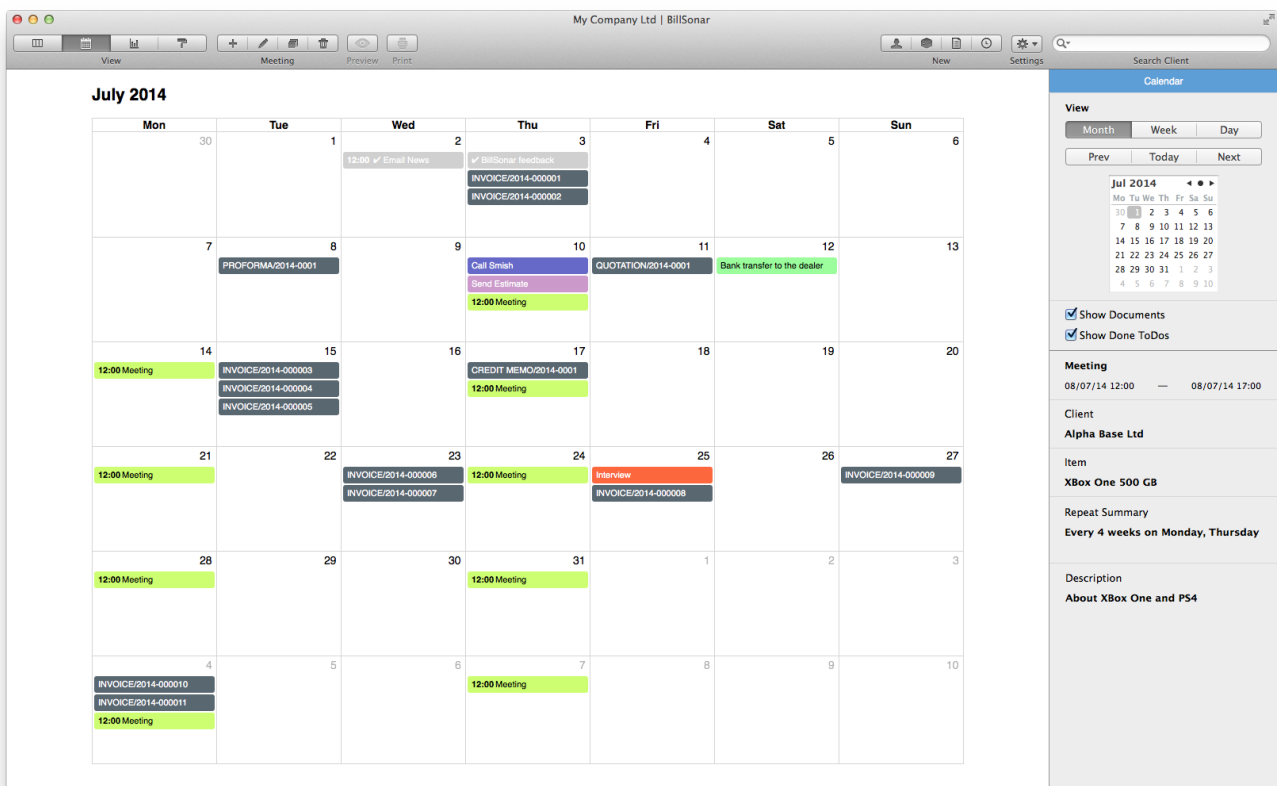 My Company Ltd | BillSonar
View Meeting Preview Print New Settings Search Client
July 2014
Mon Tue Wed Thu Fri Sat Sun
30 1 2 3 4 5 6
12:00 ✔ Email News ✔ BillSonar feedback
INVOICE/2014-000001
INVOICE/2014-000002
7 8 9 10 11 12 13
PROFORMA/2014-0001 Call Smish QUOTATION/2014-0001 Bank transfer to the dealer
Send Estimate
12:00 Meeting
14 15 16 17 18 19 20
12:00 Meeting INVOICE/2014-000003 CREDIT MEMO/2014-0001
INVOICE/2014-000004 12:00 Meeting
INVOICE/2014-000005
21 22 23 24 25 26 27
12:00 Meeting INVOICE/2014-000006 12:00 Meeting Interview INVOICE/2014-000009
INVOICE/2014-000007 INVOICE/2014-000008
28 29 30 31 1 2 3
12:00 Meeting 12:00 Meeting
4 5 6 7 8 9 10
INVOICE/2014-000010 12:00 Meeting
INVOICE/2014-000011
12:00 Meeting
Calendar
View
Month Week Day
Prev Today Next
Jul 2014
Mo Tu We Th Fr Sa Su
30 1 2 3 4 5 6
7 8 9 10 11 12 13
14 15 16 17 18 19 20
21 22 23 24 25 26 27
28 29 30 31 1 2 3
4 5 6 7 8 9 10
Show Documents
Show Done ToDos
Meeting
08/07/14 12:00 — 08/07/14 17:00
Client
Alpha Base Ltd
Item
XBox One 500 GB
Repeat Summary
Every 4 weeks on Monday, Thursday
Description
About XBox One and PS4